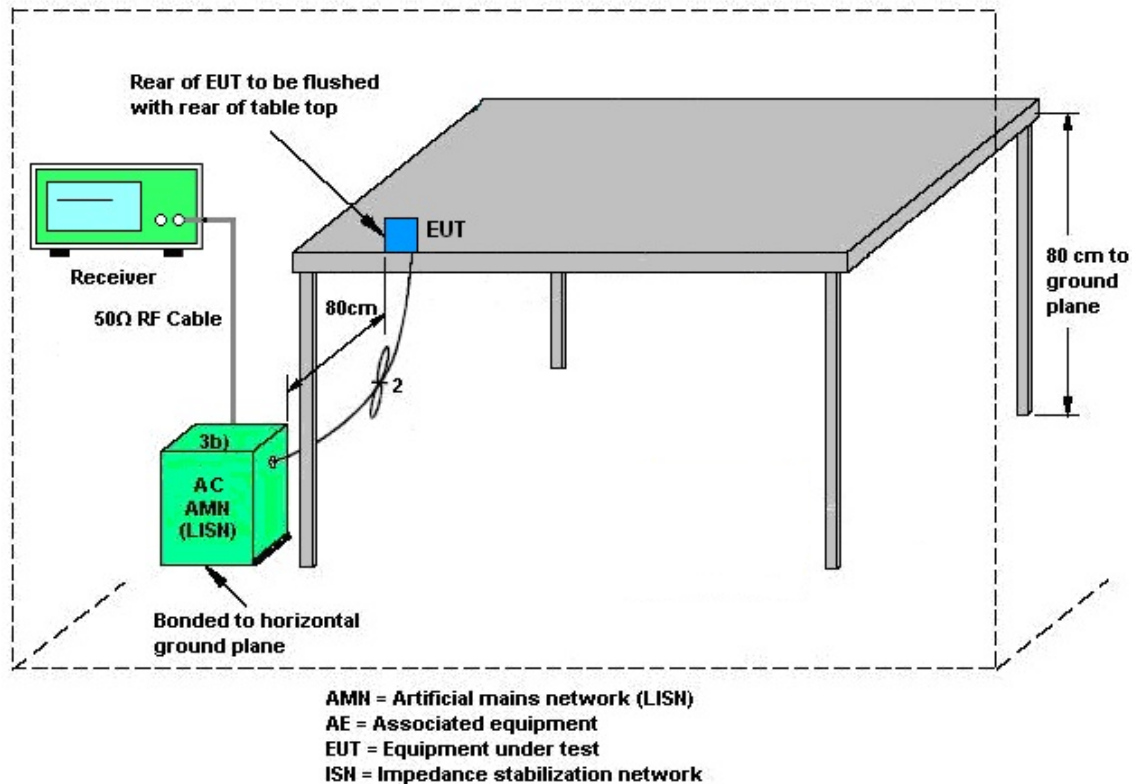 Rear of EUT to be flushed
with rear of table top
EUT
Receiver
50Ω RF Cable
80cm
80 cm to
ground
plane
2
3b)
AC
AMN
(LISN)
Bonded to horizontal
ground plane
AMN = Artificial mains network (LISN)
AE = Associated equipment
EUT = Equipment under test
ISN = Impedance stabilization network